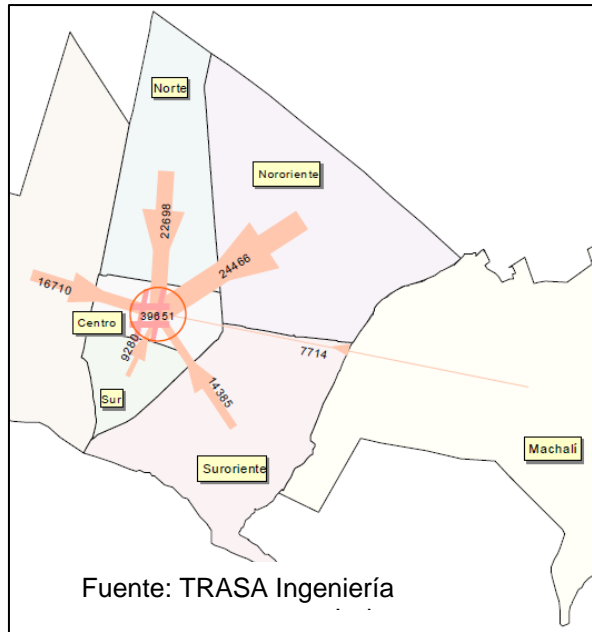 Norte
Nororiente
22698
24466
16710
Centro
39651
9280
7714
14385
Sur
Suroriente
Machalí
Fuente: TRASA Ingeniería